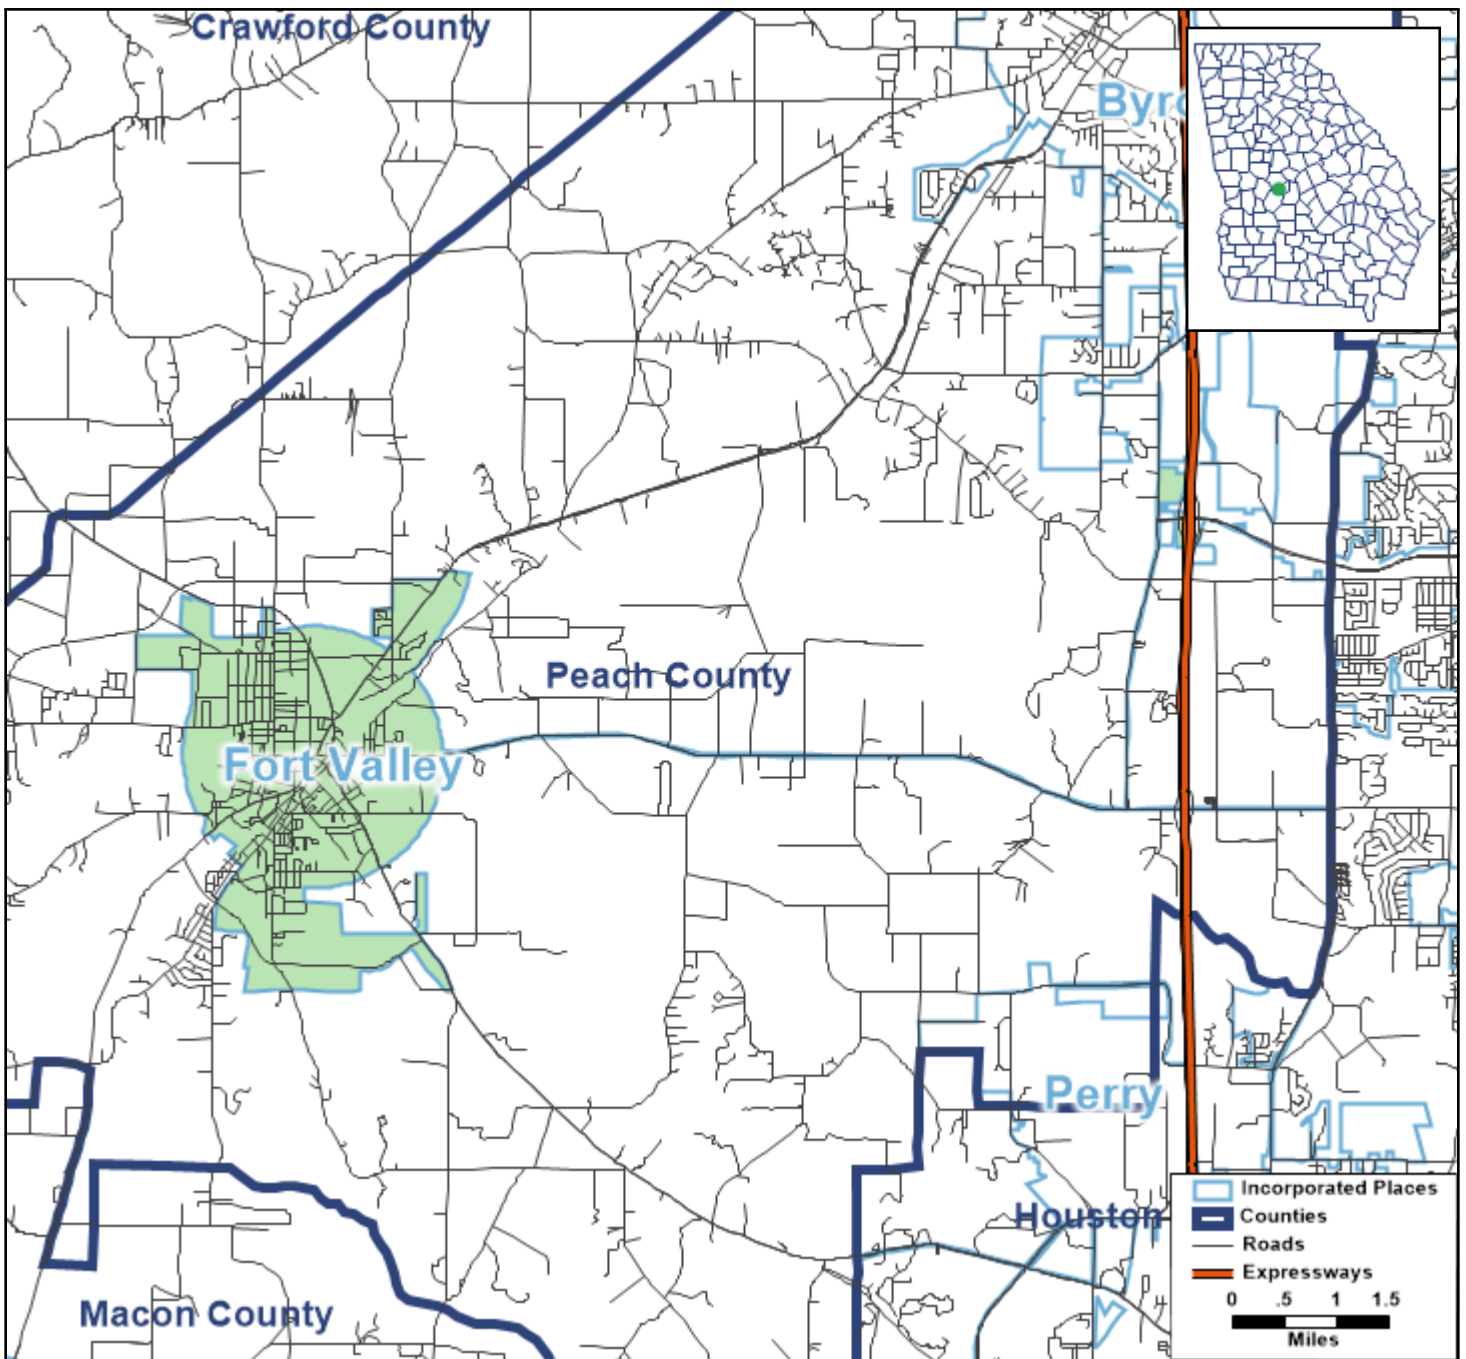 Crawford County
Byro
Peach County
Fort Valley
Perry
Houston
Macon County
Incorporated Places
Counties
Roads
Expressways
0 .5 1 1.5
Miles